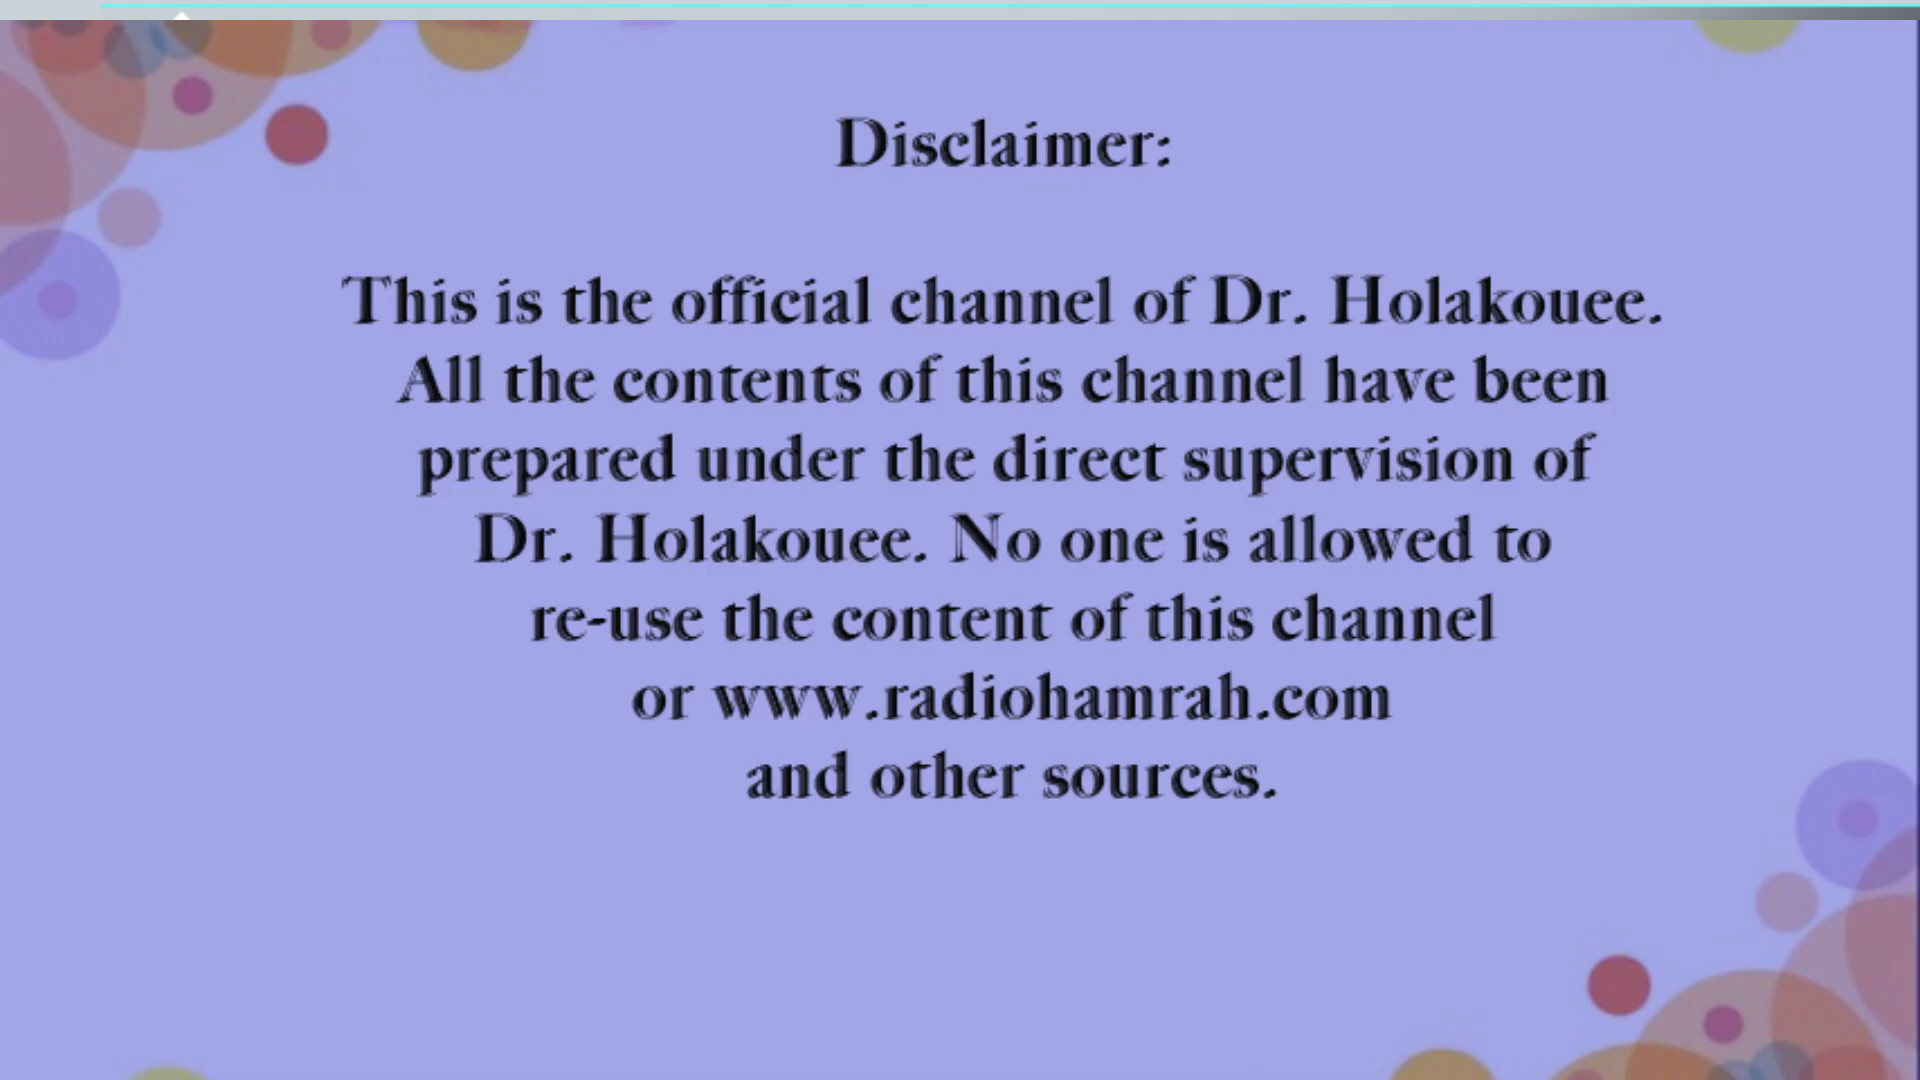 Disclaimer:
This is the official channel of Dr. Holakouee.
All the contents of this channel have been
prepared under the direct supervision of
Dr. Holakouee. No one is allowed to
re-use the content of this channel
or www.radiohamrah.com
and other sources.